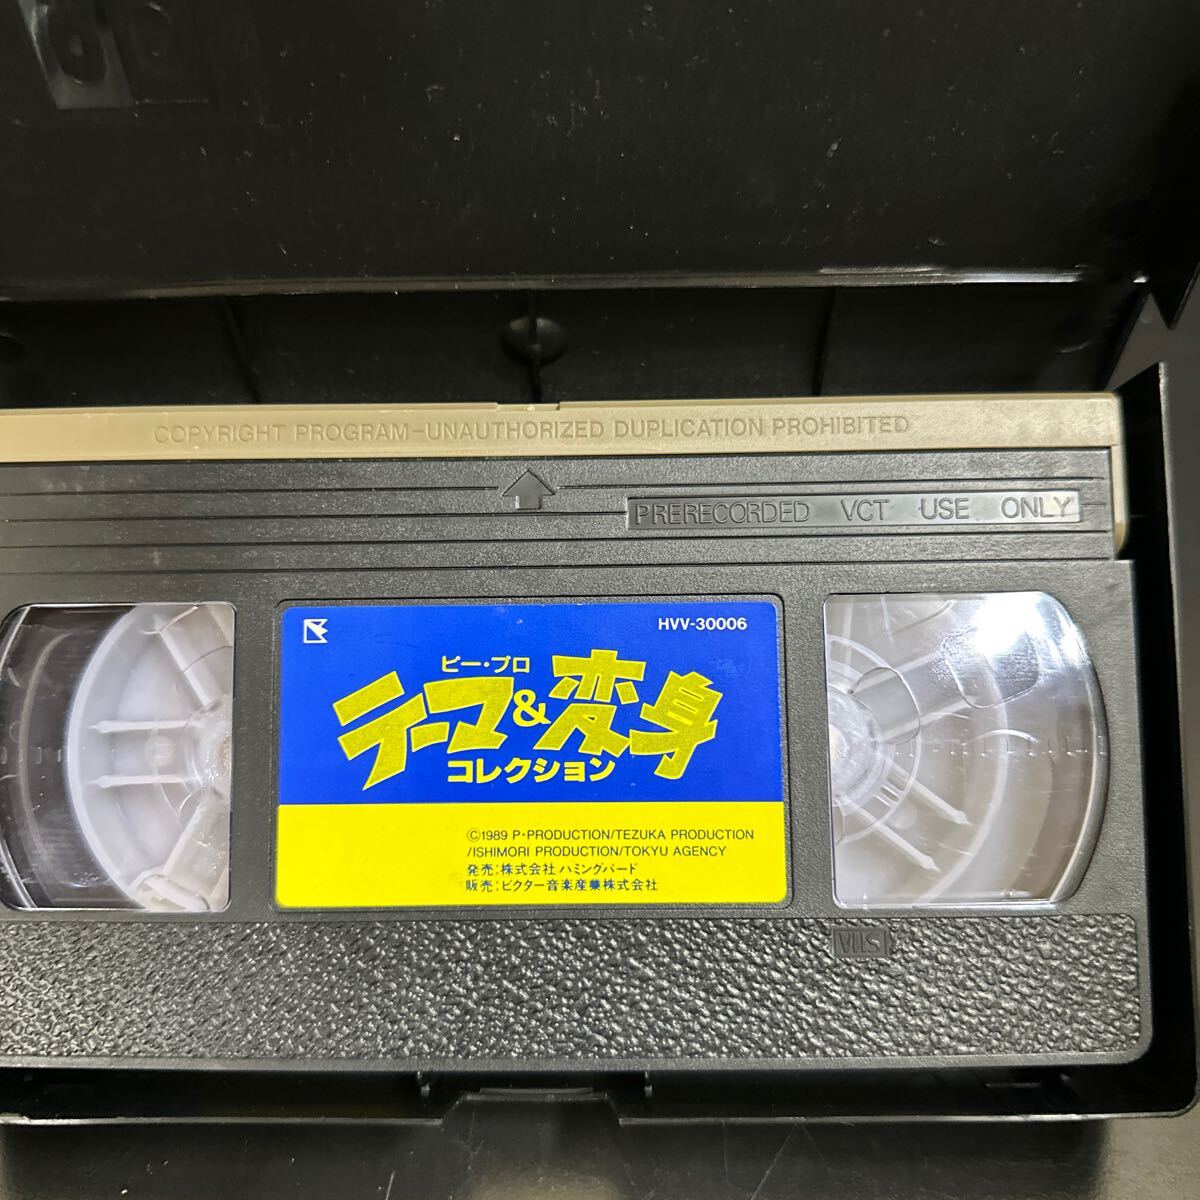 COPYRIGHT PROGRAM-UNAUTHORIZED DUPLICATION PROHIBITED
PRERECORDED VCT USE ONLY
HVV-30006
ピー・プロ
テーマ&変身
コレクション
©1989 P・PRODUCTION/TEZUKA PRODUCTION
/ISHIMORI PRODUCTION/TOKYU AGENCY
発売:株式会社 ハミングバード
販売:ビクター音楽産業株式会社
VHS